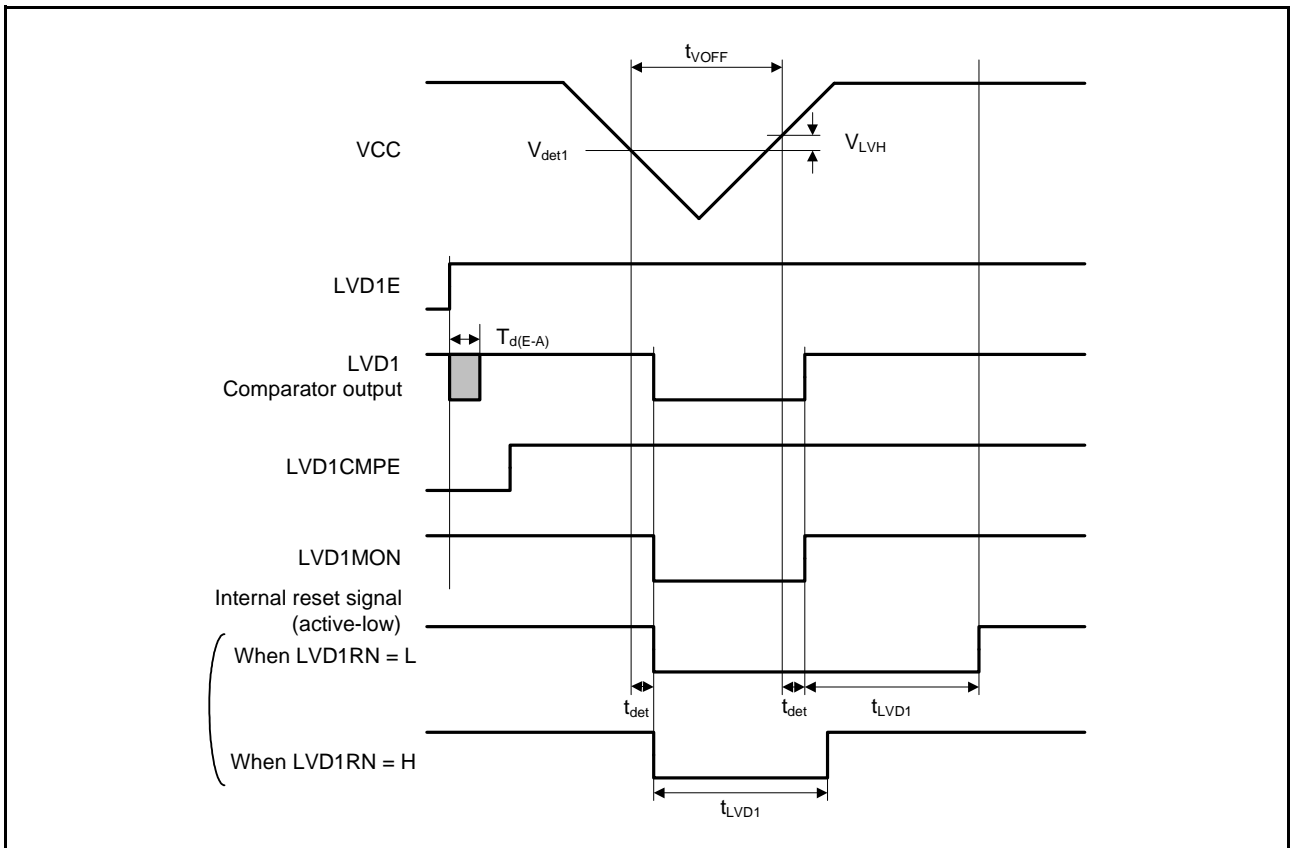 tVOFF
VCC
Vdet1
VLVH
LVD1E
Td(E-A)
LVD1
Comparator output
LVD1CMPE
LVD1MON
Internal reset signal
(active-low)
When LVD1RN = L
tdet
tdet
tLVD1
When LVD1RN = H
tLVD1